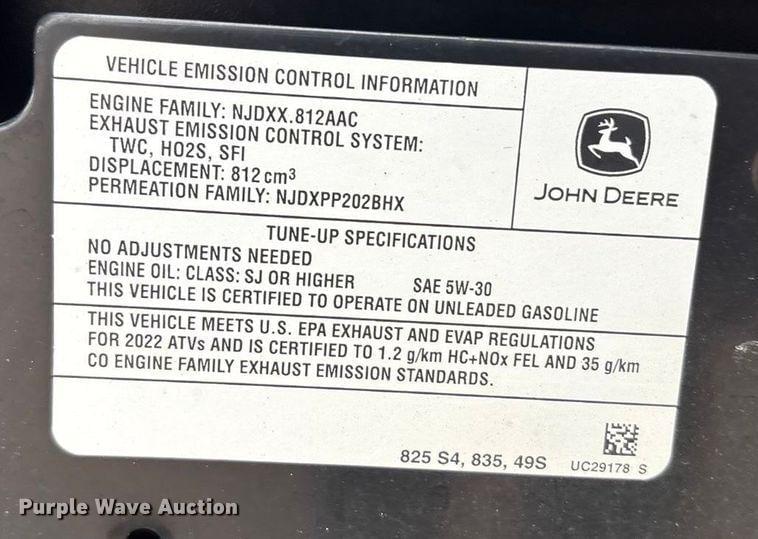 VEHICLE EMISSION CONTROL INFORMATION
ENGINE FAMILY: NJDXX.812AAC
EXHAUST EMISSION CONTROL SYSTEM:
TWC, HO2S, SFI
DISPLACEMENT: 812 cm³
PERMEATION FAMILY: NJDXPP202BHX
JOHN DEERE
TUNE-UP SPECIFICATIONS
NO ADJUSTMENTS NEEDED
ENGINE OIL: CLASS: SJ OR HIGHER SAE 5W-30
THIS VEHICLE IS CERTIFIED TO OPERATE ON UNLEADED GASOLINE
THIS VEHICLE MEETS U.S. EPA EXHAUST AND EVAP REGULATIONS
FOR 2022 ATVs AND IS CERTIFIED TO 1.2 g/km HC+NOx FEL AND 35 g/km
CO ENGINE FAMILY EXHAUST EMISSION STANDARDS.
825 S4, 835, 49S UC29178 S
Purple Wave Auction